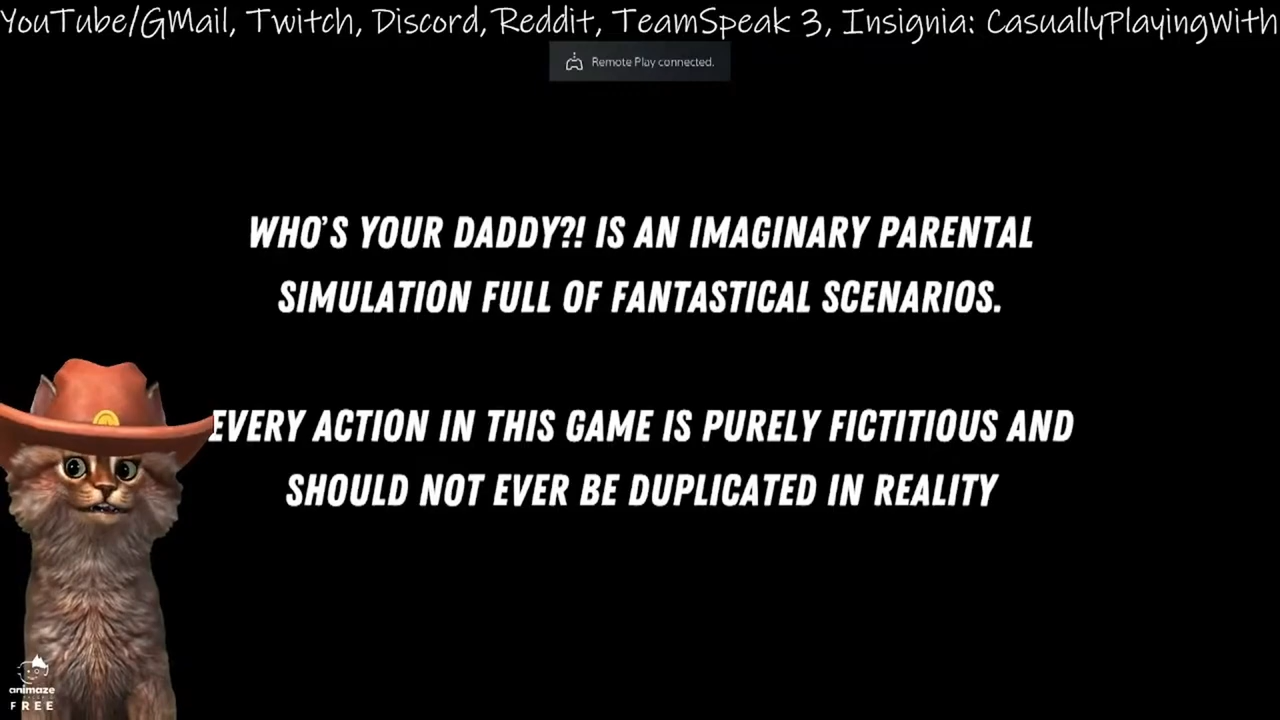 YouTube/GMail, Twitch, Discord, Reddit, TeamSpeak 3, Insignia: CasuallyPlayingWith
Remote Play connected.
WHO'S YOUR DADDY?! IS AN IMAGINARY PARENTAL
SIMULATION FULL OF FANTASTICAL SCENARIOS.
EVERY ACTION IN THIS GAME IS PURELY FICTITIOUS AND
SHOULD NOT EVER BE DUPLICATED IN REALITY
animaze
FREE